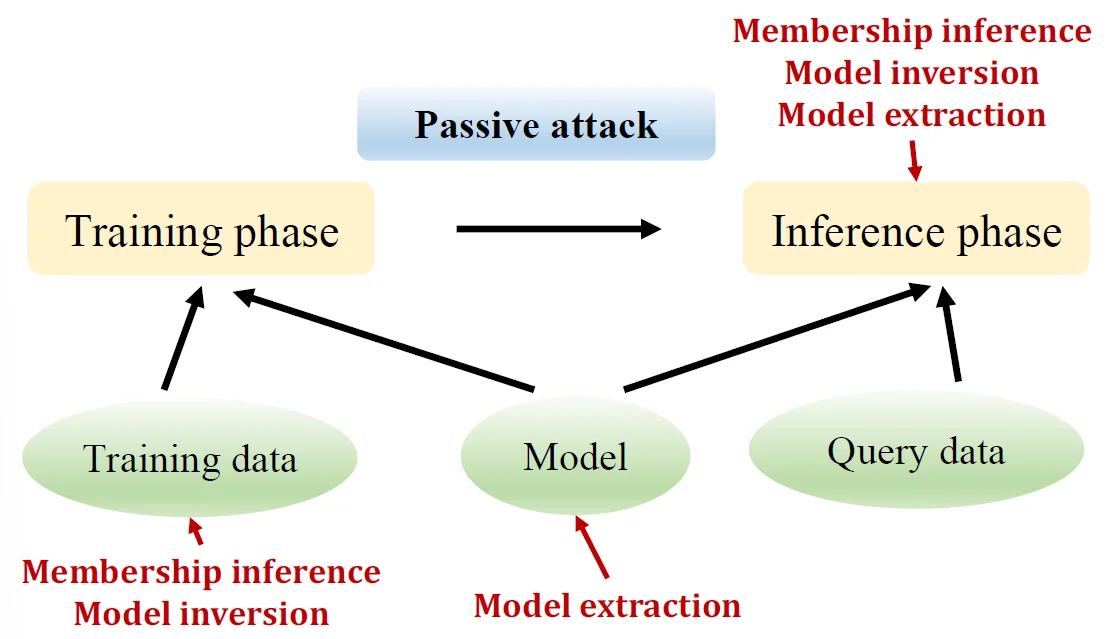 Membership inference
Model inversion
Model extraction
Passive attack
Training phase
Inference phase
Training data
Model
Query data
Membership inference
Model inversion
Model extraction